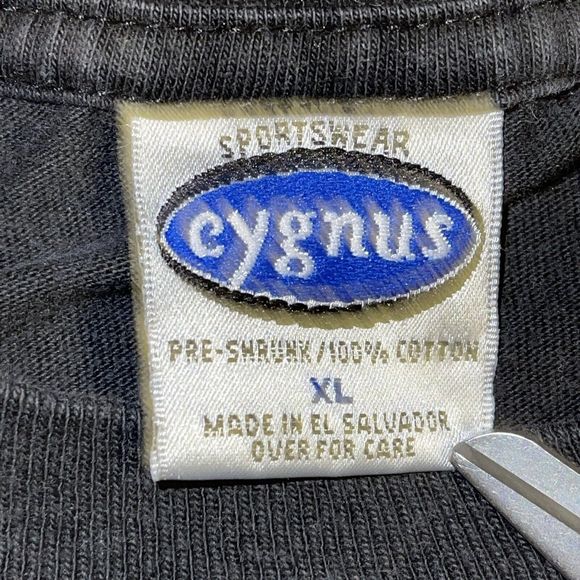 SPORTSWEAR
cygnus
PRE-SHRUNK/100% COTTON
XL
MADE IN EL SALVADOR
OVER FOR CARE